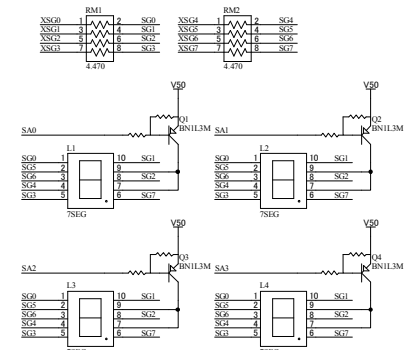 RM1 RM2
XSG0 1 2 SG0 XSG4 1 2 SG4
XSG1 3 4 SG1 XSG5 3 4 SG5
XSG2 5 6 SG2 XSG6 5 6 SG6
XSG3 7 8 SG3 XSG7 7 8 SG7
4.470 4.470
V50 V50
Q1 Q2
BN1L3M BN1L3M
SA0 SA1
L1 L2
SG0 1 10 SG1 SG0 1 10 SG1
SG5 2 9 SG5 2 9
SG6 3 8 SG2 SG6 3 8 SG2
SG4 4 7 SG4 4 7
SG3 5 6 SG7 SG3 5 6 SG7
7SEG 7SEG
V50 V50
Q3 Q4
BN1L3M BN1L3M
SA2 SA3
L3 L4
SG0 1 10 SG1 SG0 1 10 SG1
SG5 2 9 SG5 2 9
SG6 3 8 SG2 SG6 3 8 SG2
SG4 4 7 SG4 4 7
SG3 5 6 SG7 SG3 5 6 SG7
7SEG 7SEG